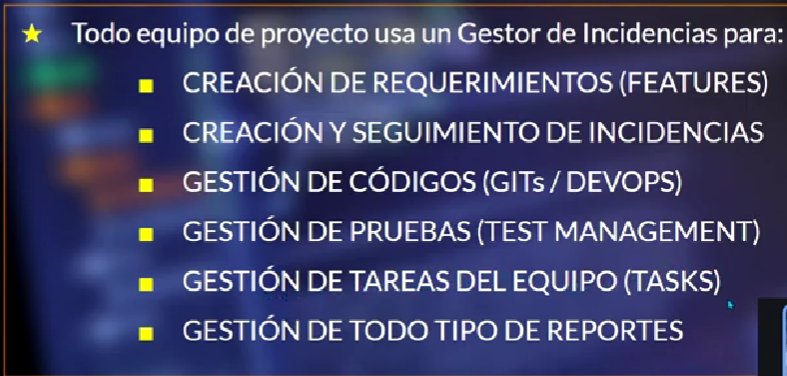 Todo equipo de proyecto usa un Gestor de Incidencias para:
CREACIÓN DE REQUERIMIENTOS (FEATURES)
CREACIÓN Y SEGUIMIENTO DE INCIDENCIAS
GESTIÓN DE CÓDIGOS (GITs / DEVOPS)
GESTIÓN DE PRUEBAS (TEST MANAGEMENT)
GESTIÓN DE TAREAS DEL EQUIPO (TASKS)
GESTIÓN DE TODO TIPO DE REPORTES